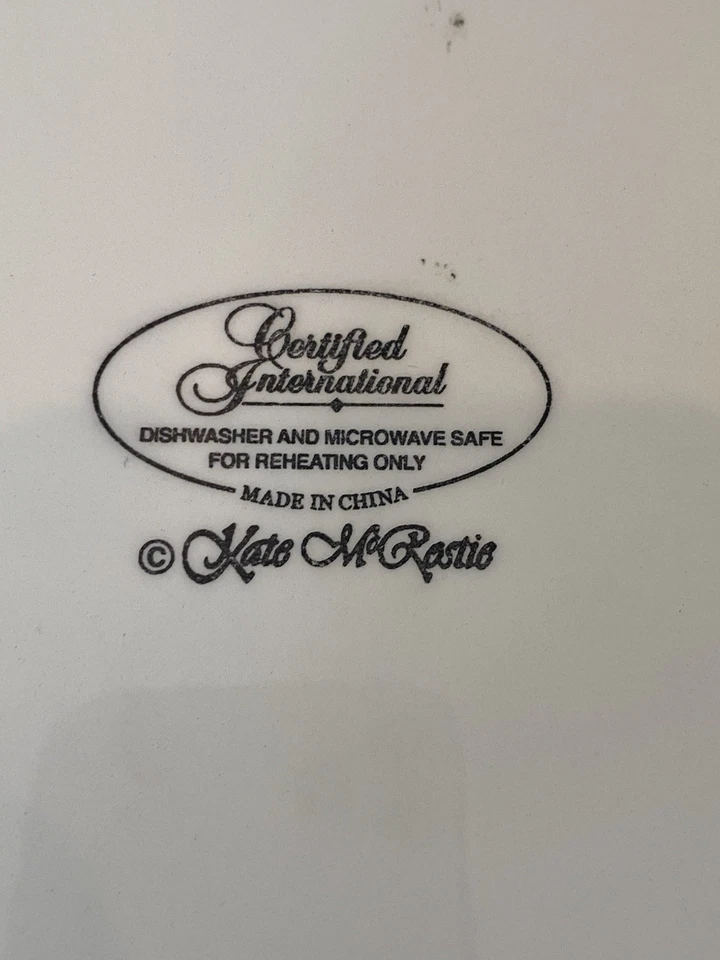 Certified
International
DISHWASHER AND MICROWAVE SAFE
FOR REHEATING ONLY
MADE IN CHINA
© Kate McRostie